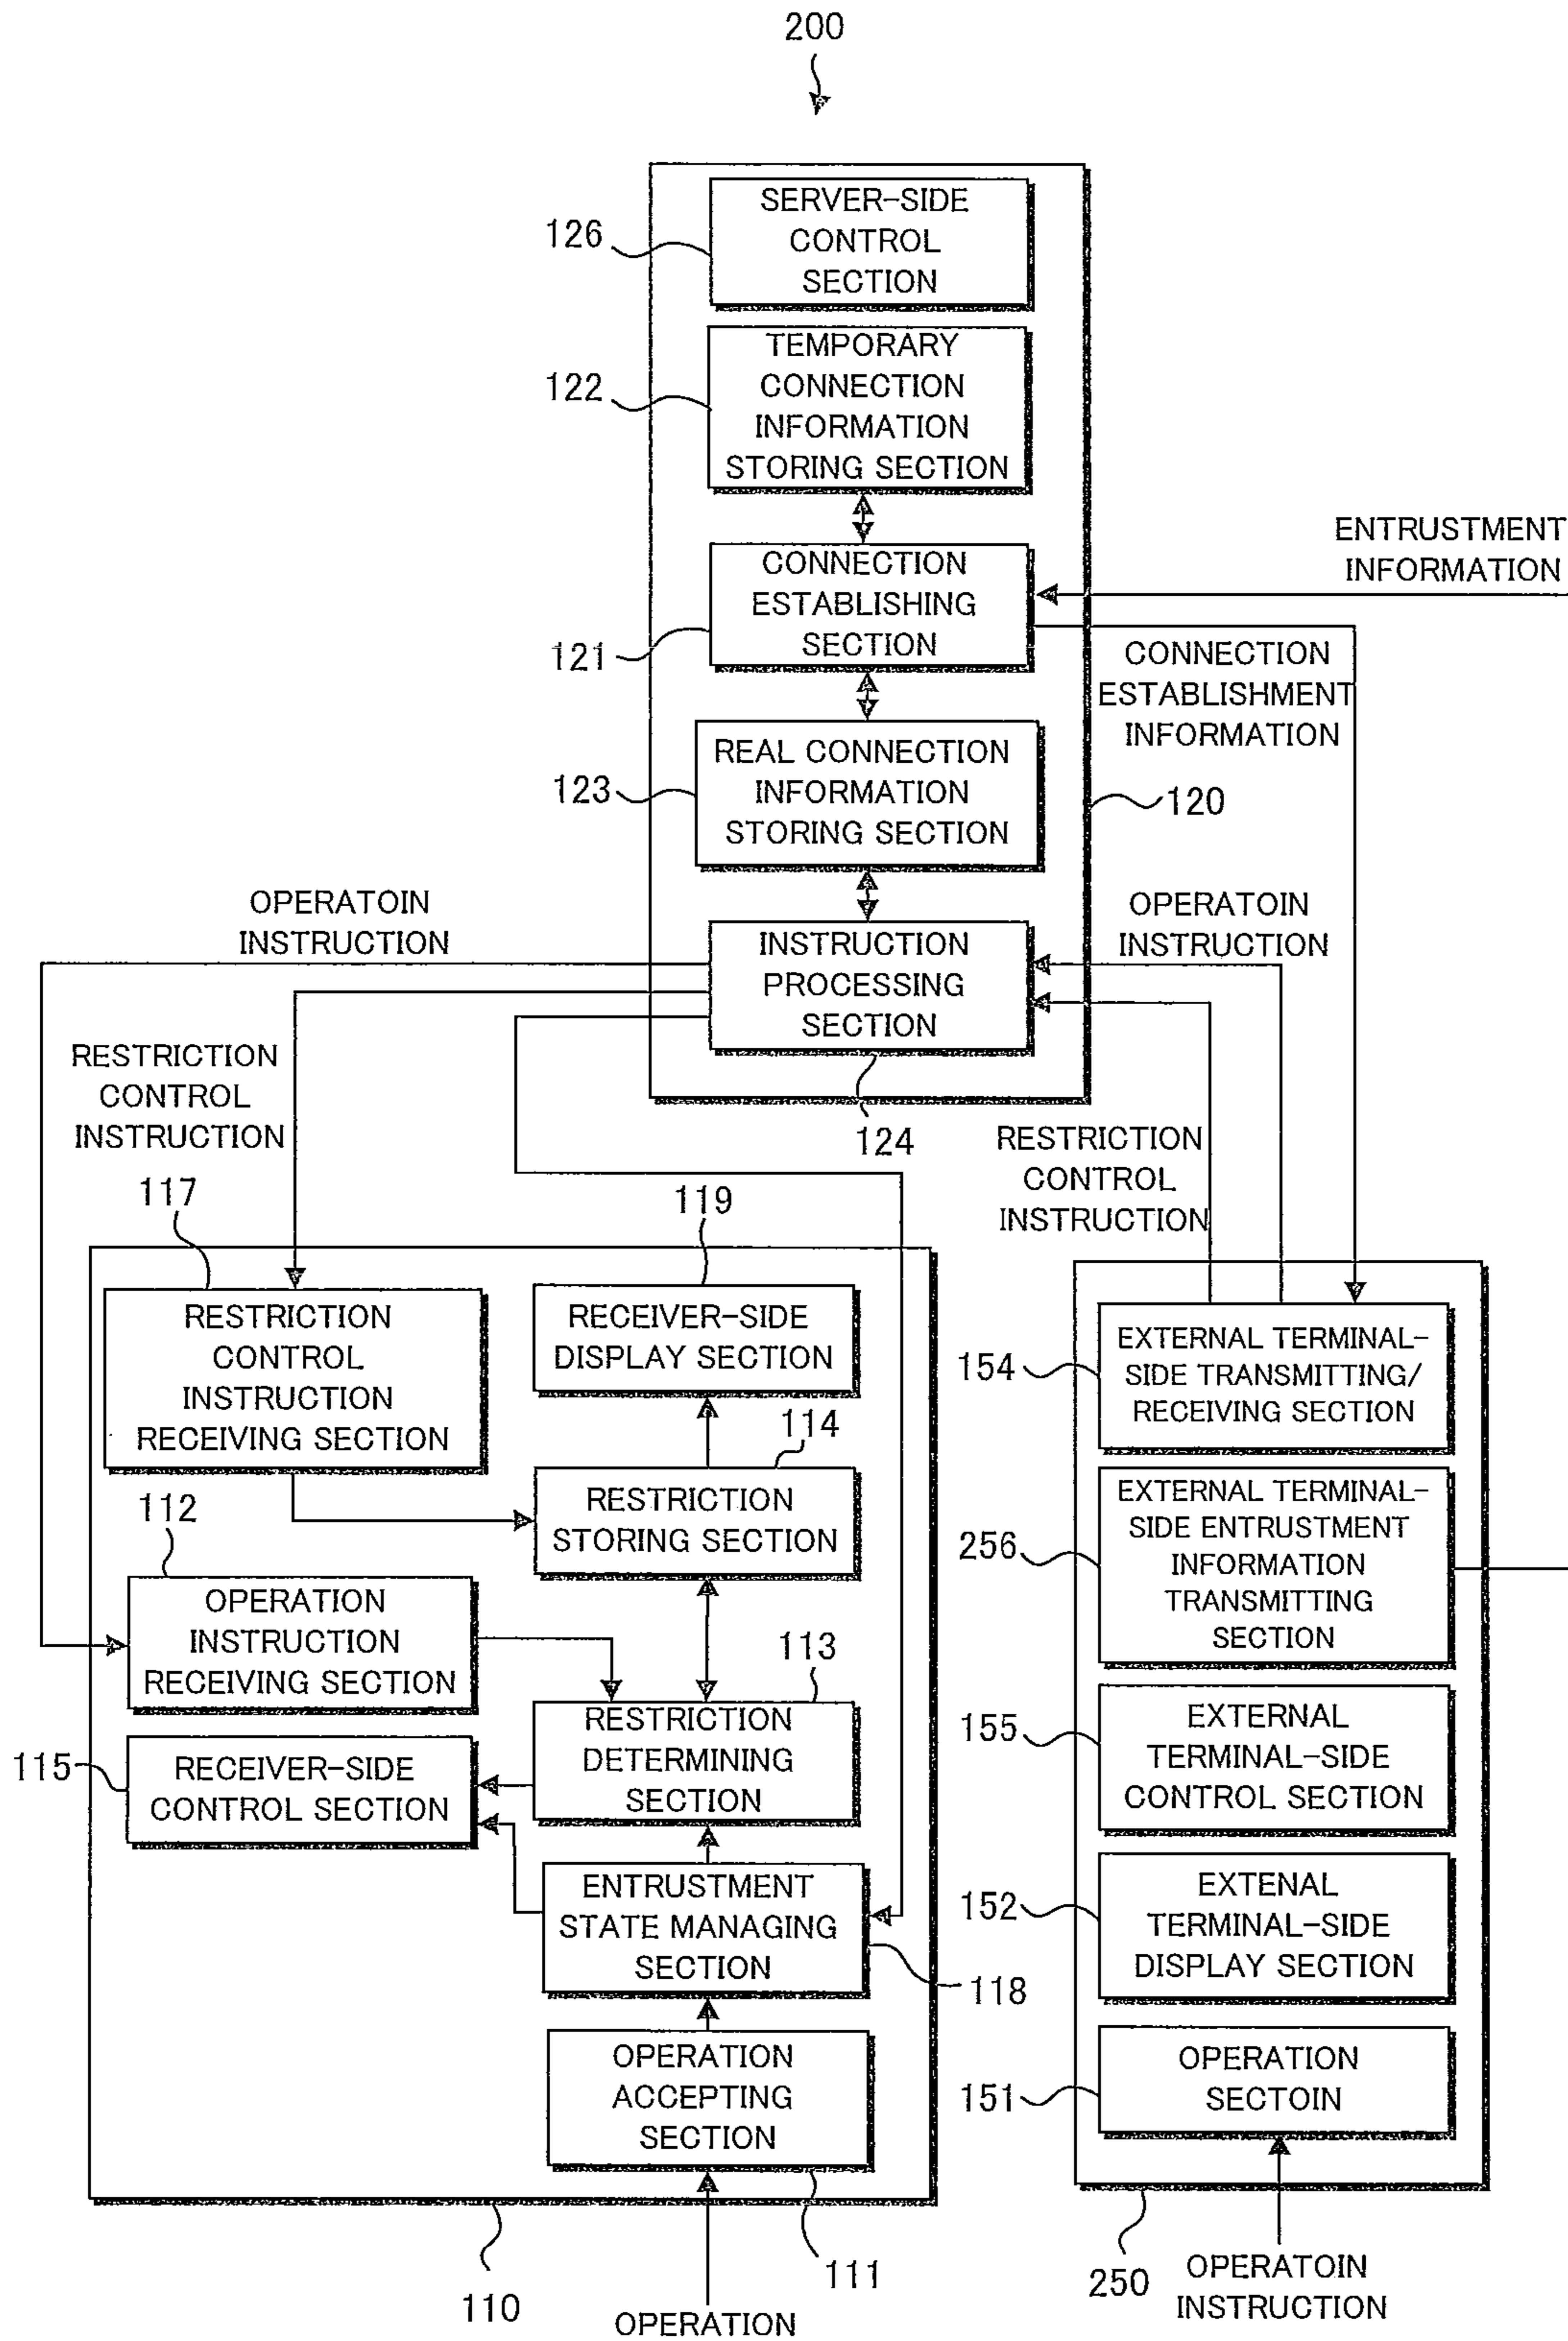 200
SERVER-SIDE
CONTROL
SECTION
126
TEMPORARY
CONNECTION
INFORMATION
STORING SECTION
122
ENTRUSTMENT
INFORMATION
CONNECTION
ESTABLISHING
SECTION
121
CONNECTION
ESTABLISHMENT
INFORMATION
REAL CONNECTION
INFORMATION
STORING SECTION
123
120
OPERATOIN
INSTRUCTION
OPERATOIN
INSTRUCTION
INSTRUCTION
PROCESSING
SECTION
124
RESTRICTION
CONTROL
INSTRUCTION
RESTRICTION
CONTROL
INSTRUCTION
117
119
RESTRICTION
CONTROL
INSTRUCTION
RECEIVING SECTION
RECEIVER-SIDE
DISPLAY SECTION
114
RESTRICTION
STORING SECTION
112
OPERATION
INSTRUCTION
RECEIVING SECTION
113
RESTRICTION
DETERMINING
SECTION
115
RECEIVER-SIDE
CONTROL SECTION
ENTRUSTMENT
STATE MANAGING
SECTION
118
OPERATION
ACCEPTING
SECTION
111
110
OPERATION
154
EXTERNAL TERMINAL-
SIDE TRANSMITTING/
RECEIVING SECTION
256
EXTERNAL TERMINAL-
SIDE ENTRUSTMENT
INFORMATION
TRANSMITTING
SECTION
155
EXTERNAL
TERMINAL-SIDE
CONTROL SECTION
152
EXTENAL
TERMINAL-SIDE
DISPLAY SECTION
151
OPERATION
SECTOIN
250
OPERATOIN
INSTRUCTION